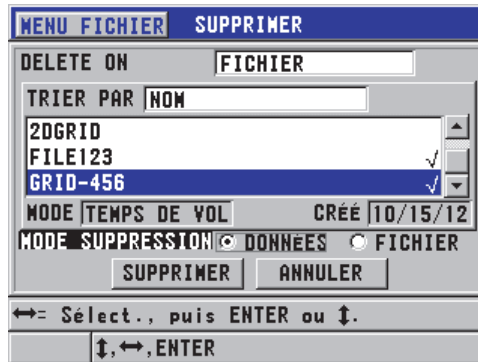 MENU FICHIER SUPPRIMER
DELETE ON FICHIER
TRIER PAR NOM
2DGRID
FILE123 √
GRID-456 √
MODE TEMPS DE VOL CRÉÉ 10/15/12
MODE SUPPRESSION DONNÉES FICHIER
SUPPRIMER ANNULER
↔= Sélect., puis ENTER ou ↕.
↕,↔,ENTER